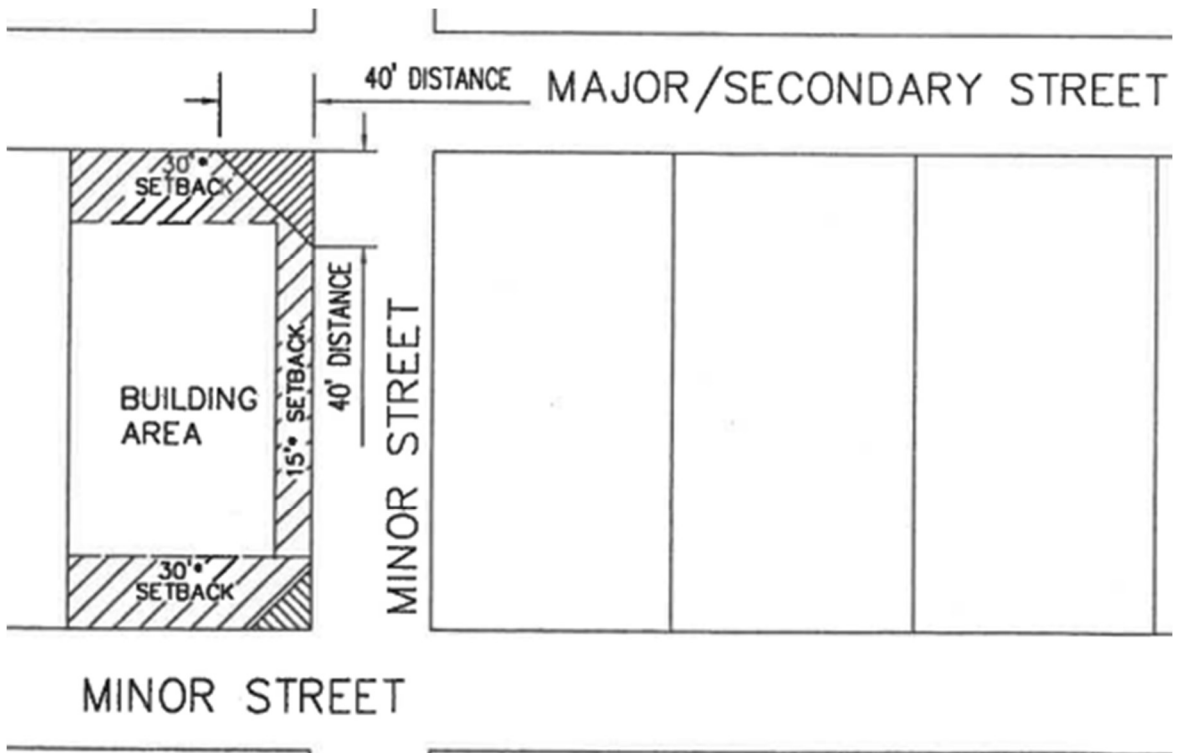 40' DISTANCE
MAJOR/SECONDARY STREET
30'•
SETBACK
40' DISTANCE
15'• SETBACK
MINOR STREET
BUILDING
AREA
30'•
SETBACK
MINOR STREET